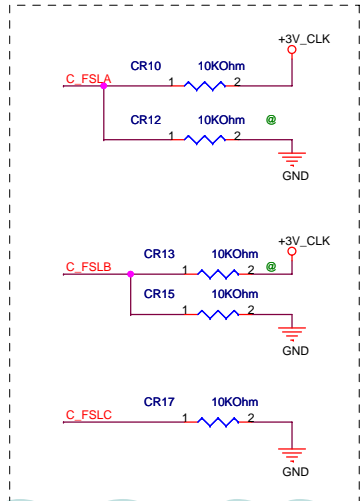 +3V_CLK
CR10 10KOhm
C_FSLA 1 2
CR12 10KOhm @
1 2
GND
+3V_CLK
CR13 10KOhm
C_FSLB 1 2 @
CR15 10KOhm
1 2
GND
CR17 10KOhm
C_FSLC 1 2
GND